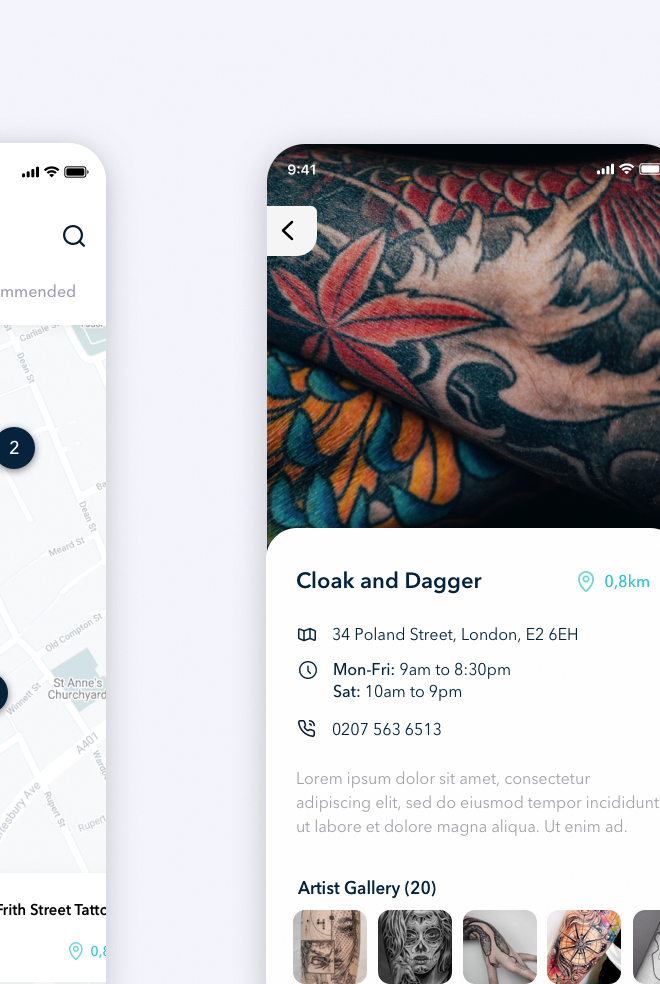 mmended
Carlisle St
Dean St
2
Ba
Dean St
Meard St
Old Compton St
St Anne's
Churchyard
Winnett St
A401
Rupert St
Rupert
Frith Street Tatto
0,8
9:41
Cloak and Dagger
0,8km
34 Poland Street, London, E2 6EH
Mon-Fri: 9am to 8:30pm
Sat: 10am to 9pm
0207 563 6513
Lorem ipsum dolor sit amet, consectetur
adipiscing elit, sed do eiusmod tempor incididunt
ut labore et dolore magna aliqua. Ut enim ad.
Artist Gallery (20)